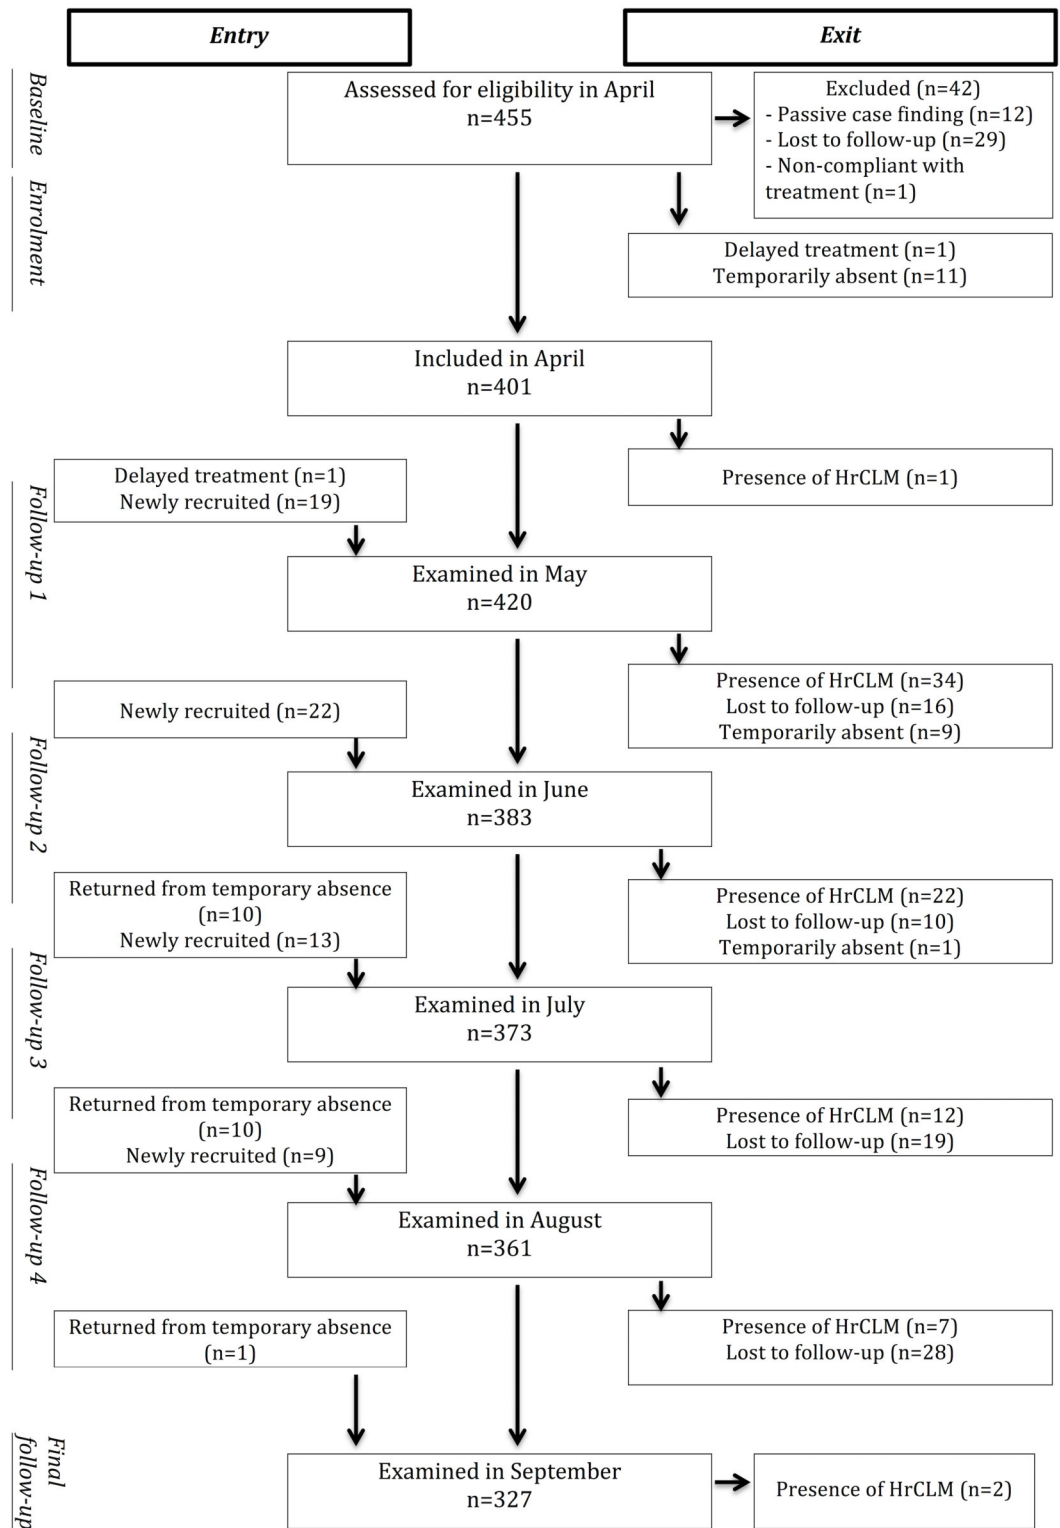 Entry
Exit
Baseline
Assessed for eligibility in April
n=455
Excluded (n=42)
- Passive case finding (n=12)
- Lost to follow-up (n=29)
- Non-compliant with
treatment (n=1)
Enrolment
Delayed treatment (n=1)
Temporarily absent (n=11)
Included in April
n=401
Delayed treatment (n=1)
Newly recruited (n=19)
Presence of HrCLM (n=1)
Follow-up 1
Examined in May
n=420
Newly recruited (n=22)
Presence of HrCLM (n=34)
Lost to follow-up (n=16)
Temporarily absent (n=9)
Follow-up 2
Examined in June
n=383
Returned from temporary absence
(n=10)
Newly recruited (n=13)
Presence of HrCLM (n=22)
Lost to follow-up (n=10)
Temporarily absent (n=1)
Follow-up 3
Examined in July
n=373
Returned from temporary absence
(n=10)
Newly recruited (n=9)
Presence of HrCLM (n=12)
Lost to follow-up (n=19)
Follow-up 4
Examined in August
n=361
Returned from temporary absence
(n=1)
Presence of HrCLM (n=7)
Lost to follow-up (n=28)
Final
follow-up
Examined in September
n=327
Presence of HrCLM (n=2)